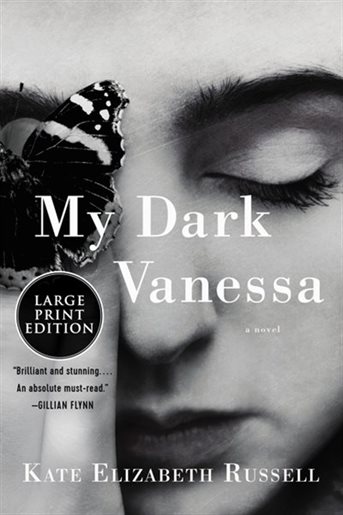 My Dark
Vanessa
a novel
LARGE
PRINT
EDITION
"Brilliant and stunning....
An absolute must-read."
—GILLIAN FLYNN
KATE ELIZABETH RUSSELL